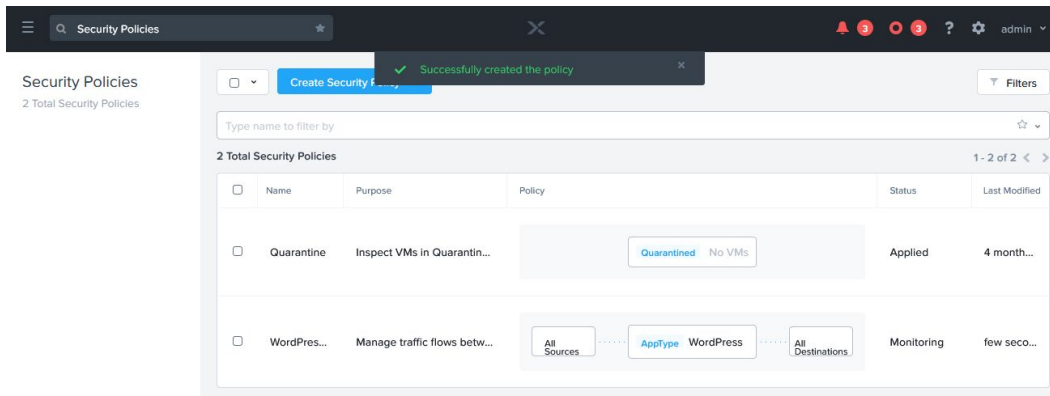 Security Policies
3
3
?
admin
Successfully created the policy
Security Policies
2 Total Security Policies
Create Security
Filters
Type name to filter by
2 Total Security Policies
1 - 2 of 2
Name Purpose Policy Status Last Modified
Quarantine Inspect VMs in Quarantin... Quarantined No VMs Applied 4 month...
WordPres... Manage traffic flows betw... All Sources AppType WordPress All Destinations Monitoring few seco...